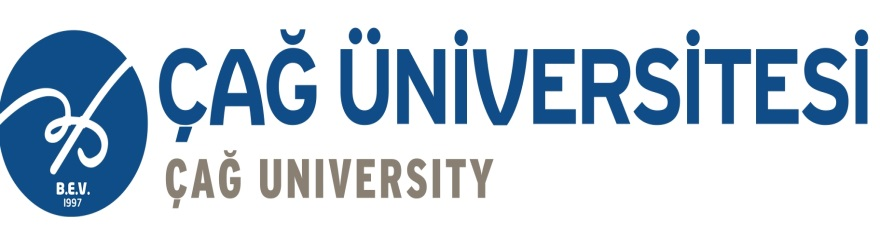 ÇAĞ ÜNİVERSİTESİ
ÇAĞ UNIVERSITY
B.E.V.
1997